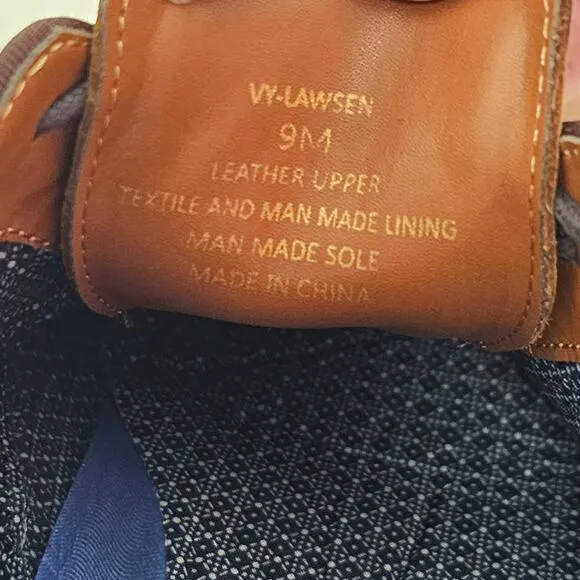 VY-LAWSEN
9M
LEATHER UPPER
TEXTILE AND MAN MADE LINING
MAN MADE SOLE
MADE IN CHINA